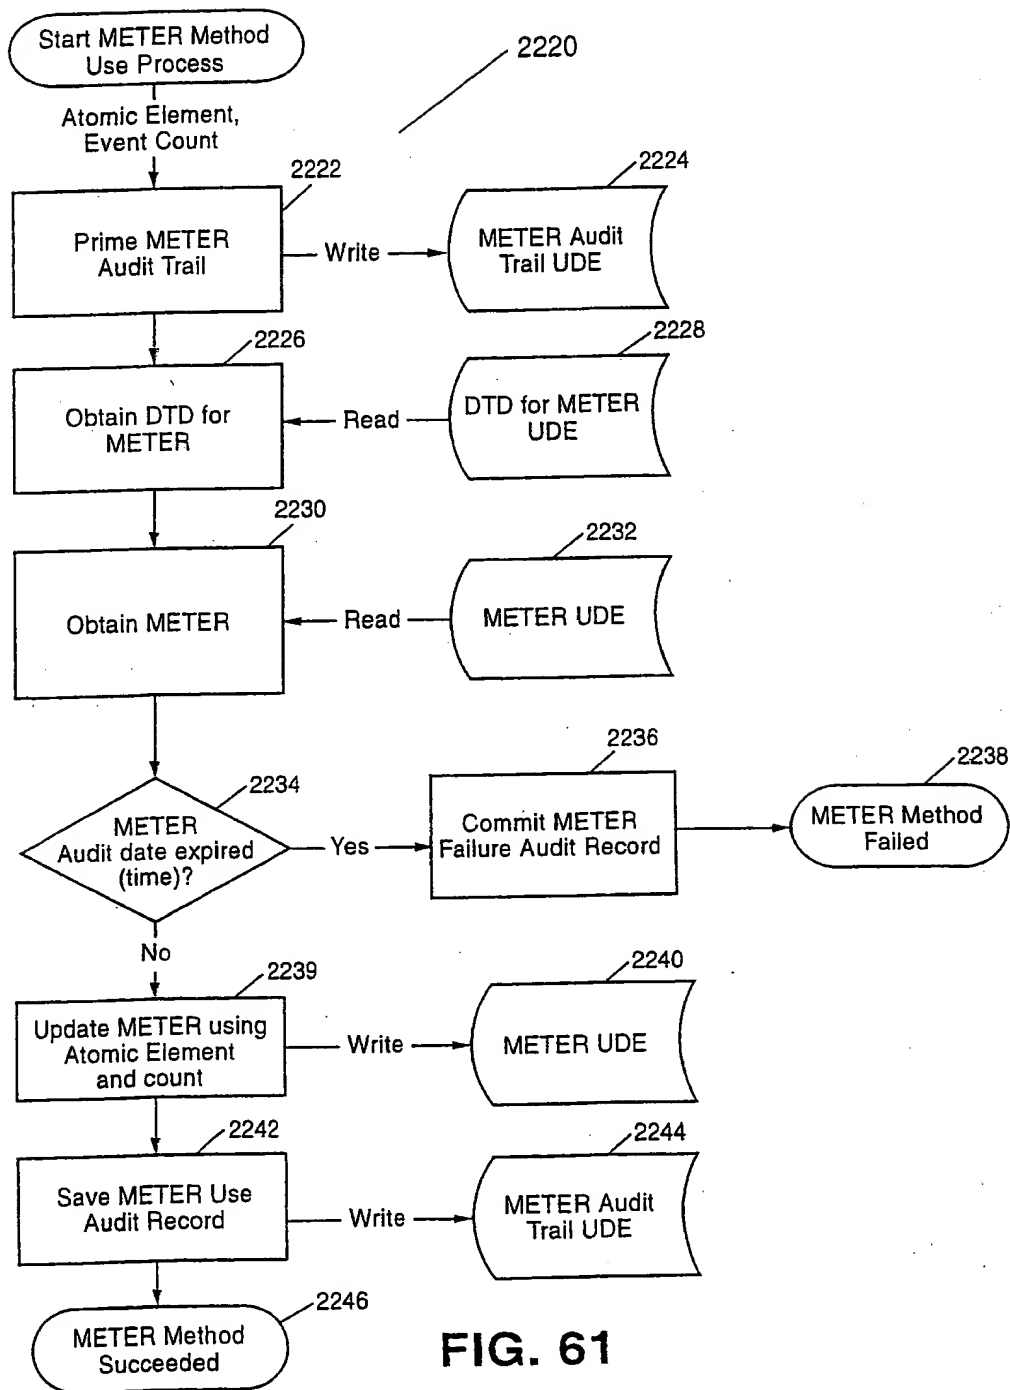 Start METER Method
Use Process
2220
Atomic Element,
Event Count
2222
2224
Prime METER
Audit Trail
Write
METER Audit
Trail UDE
2226
2228
Obtain DTD for
METER
Read
DTD for METER
UDE
2230
2232
Obtain METER
Read
METER UDE
2234
2236
2238
METER
Audit date expired
(time)?
Yes
Commit METER
Failure Audit Record
METER Method
Failed
No
2239
2240
Update METER using
Atomic Element
and count
Write
METER UDE
2242
2244
Save METER Use
Audit Record
Write
METER Audit
Trail UDE
2246
METER Method
Succeeded
FIG. 61